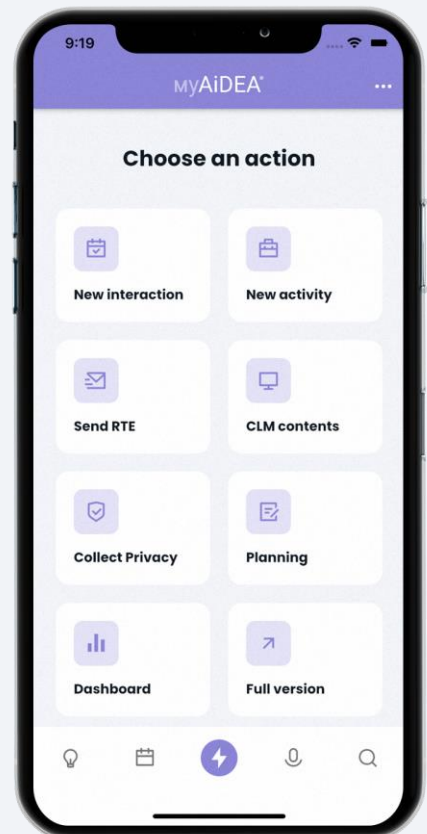 9:19
MyAiDEA®
Choose an action
New interaction
New activity
Send RTE
CLM contents
Collect Privacy
Planning
Dashboard
Full version